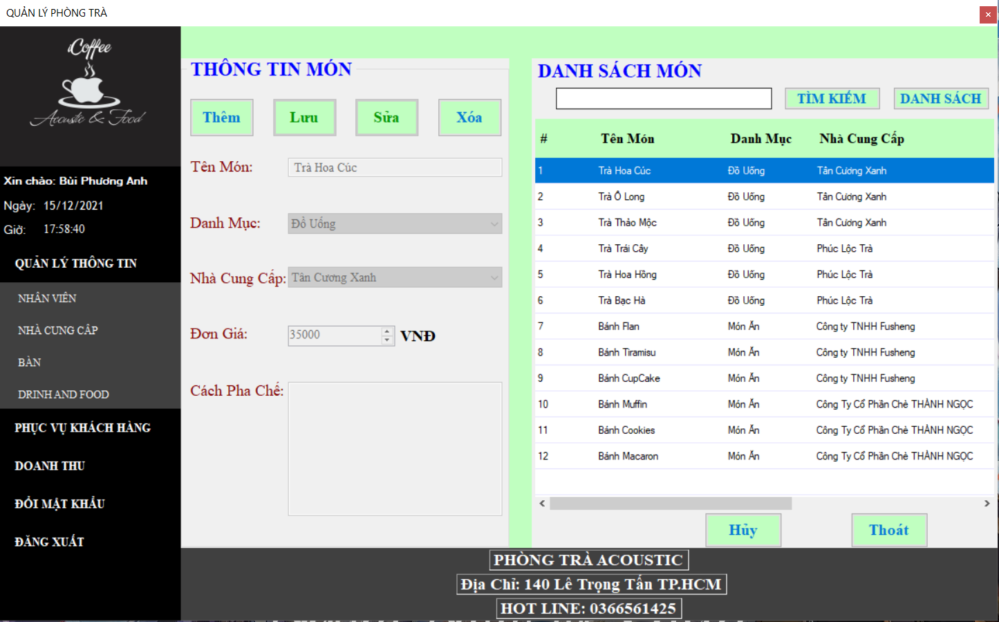 QUẢN LÝ PHÒNG TRÀ
iCoffee
Acoustic & Food
Xin chào: Bùi Phương Anh
Ngày: 15/12/2021
Giờ: 17:58:40
QUẢN LÝ THÔNG TIN
NHÂN VIÊN
NHÀ CUNG CẤP
BÀN
DRINH AND FOOD
PHỤC VỤ KHÁCH HÀNG
DOANH THU
ĐỔI MẬT KHẨU
ĐĂNG XUẤT
THÔNG TIN MÓN
Thêm Lưu Sửa Xóa
Tên Món: Trà Hoa Cúc
Danh Mục: Đồ Uống
Nhà Cung Cấp: Tân Cương Xanh
Đơn Giá: 35000 VNĐ
Cách Pha Chế:
DANH SÁCH MÓN
TÌM KIẾM DANH SÁCH
# Tên Món Danh Mục Nhà Cung Cấp
1 Trà Hoa Cúc Đồ Uống Tân Cương Xanh
2 Trà Ô Long Đồ Uống Tân Cương Xanh
3 Trà Thảo Mộc Đồ Uống Tân Cương Xanh
4 Trà Trái Cây Đồ Uống Phúc Lộc Trà
5 Trà Hoa Hồng Đồ Uống Phúc Lộc Trà
6 Trà Bạc Hà Đồ Uống Phúc Lộc Trà
7 Bánh Flan Món Ăn Công ty TNHH Fusheng
8 Bánh Tiramisu Món Ăn Công ty TNHH Fusheng
9 Bánh CupCake Món Ăn Công ty TNHH Fusheng
10 Bánh Muffin Món Ăn Công Ty Cổ Phần Chè THÀNH NGỌC
11 Bánh Cookies Món Ăn Công Ty Cổ Phần Chè THÀNH NGỌC
12 Bánh Macaron Món Ăn Công Ty Cổ Phần Chè THÀNH NGỌC
Hủy Thoát
PHÒNG TRÀ ACOUSTIC
Địa Chỉ: 140 Lê Trọng Tấn TP.HCM
HOT LINE: 0366561425